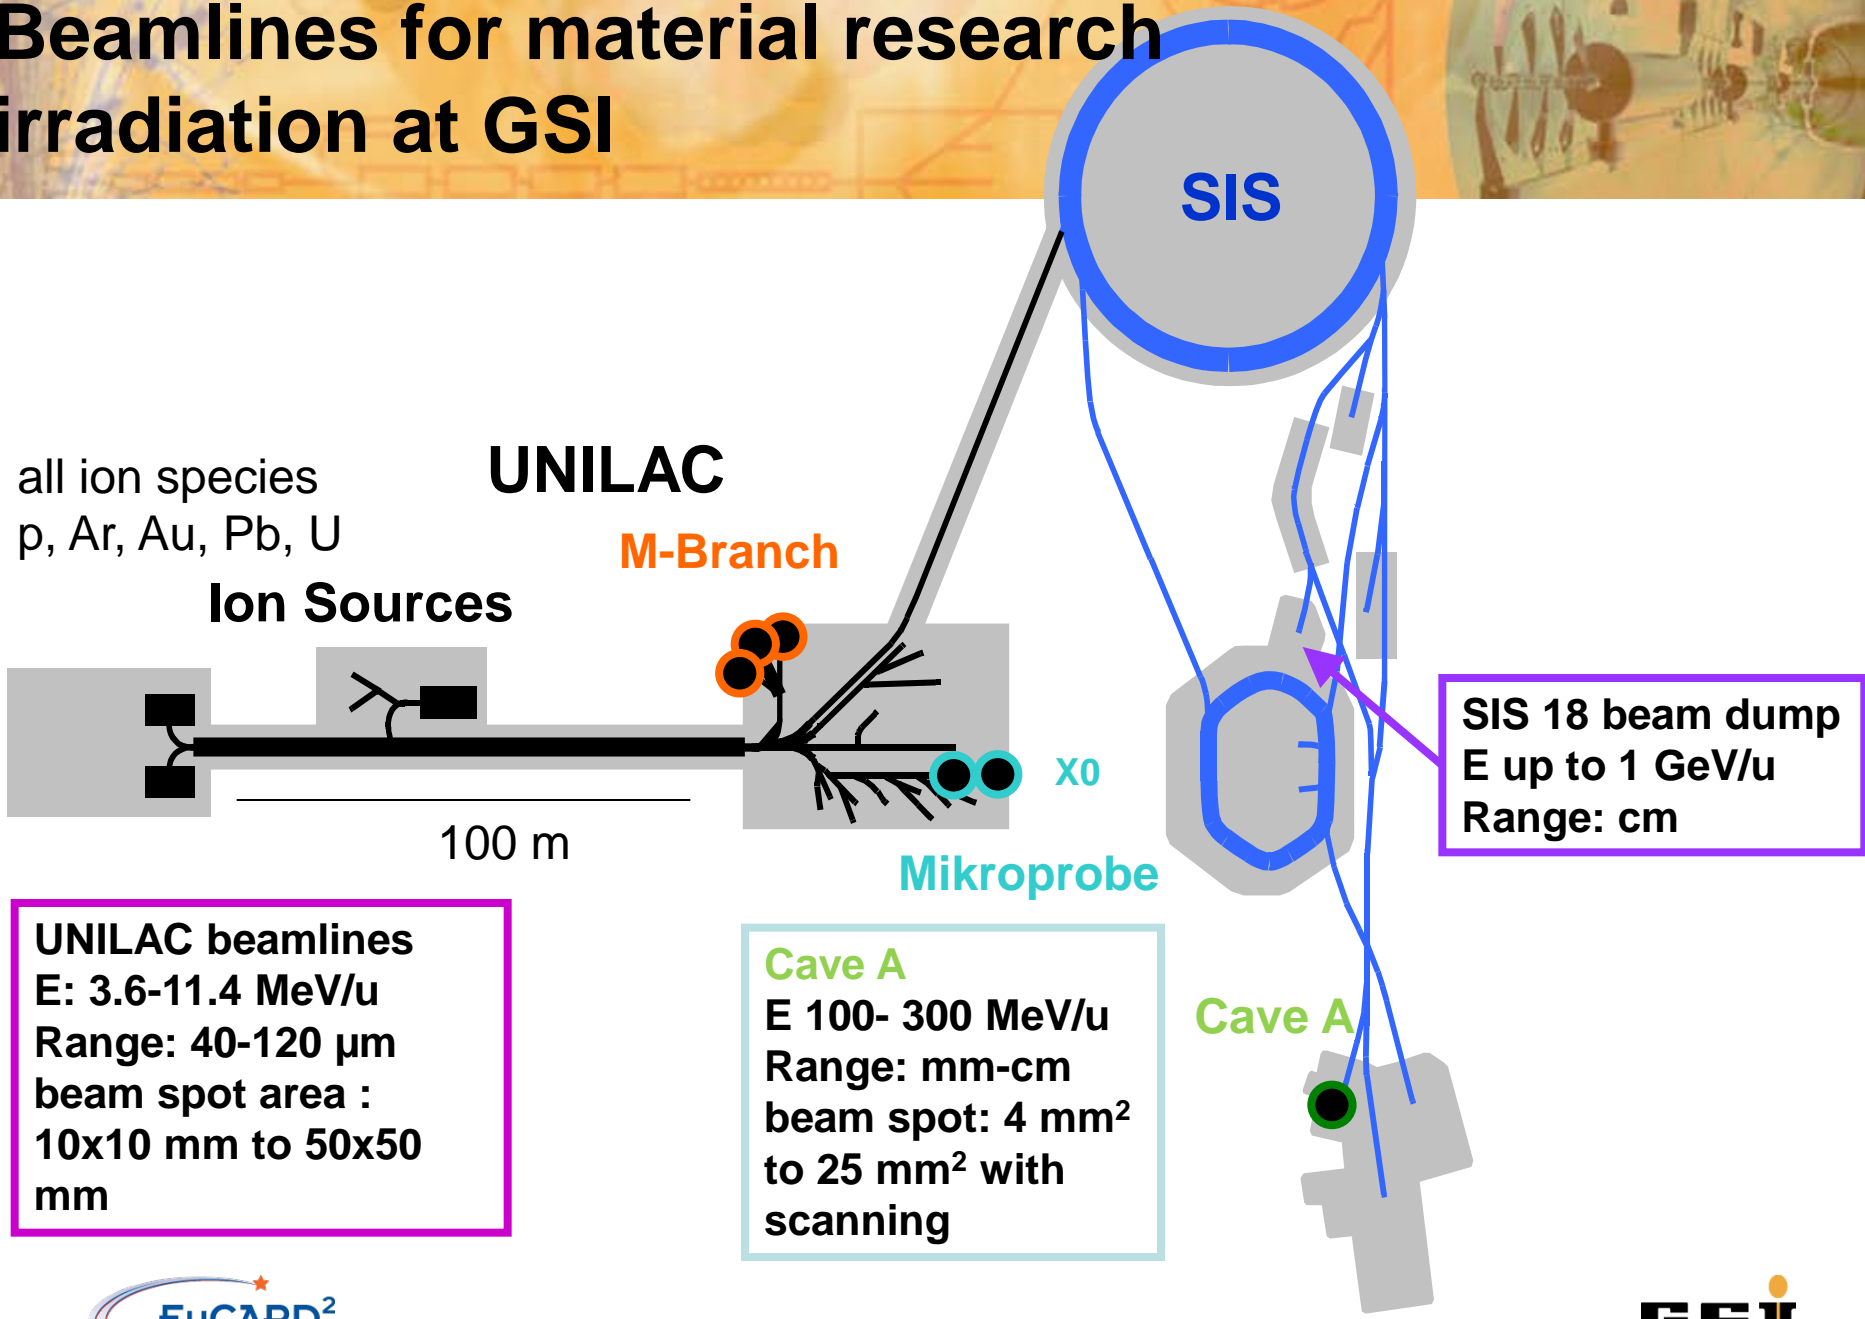 Beamlines for material research
irradiation at GSI
SIS
all ion species
p, Ar, Au, Pb, U
UNILAC
M-Branch
Ion Sources
X0
100 m
Mikroprobe
SIS 18 beam dump
E up to 1 GeV/u
Range: cm
UNILAC beamlines
E: 3.6-11.4 MeV/u
Range: 40-120 µm
beam spot area :
10x10 mm to 50x50
mm
Cave A
E 100- 300 MeV/u
Range: mm-cm
beam spot: 4 mm²
to 25 mm² with
scanning
Cave A
EuCARD²
GSI